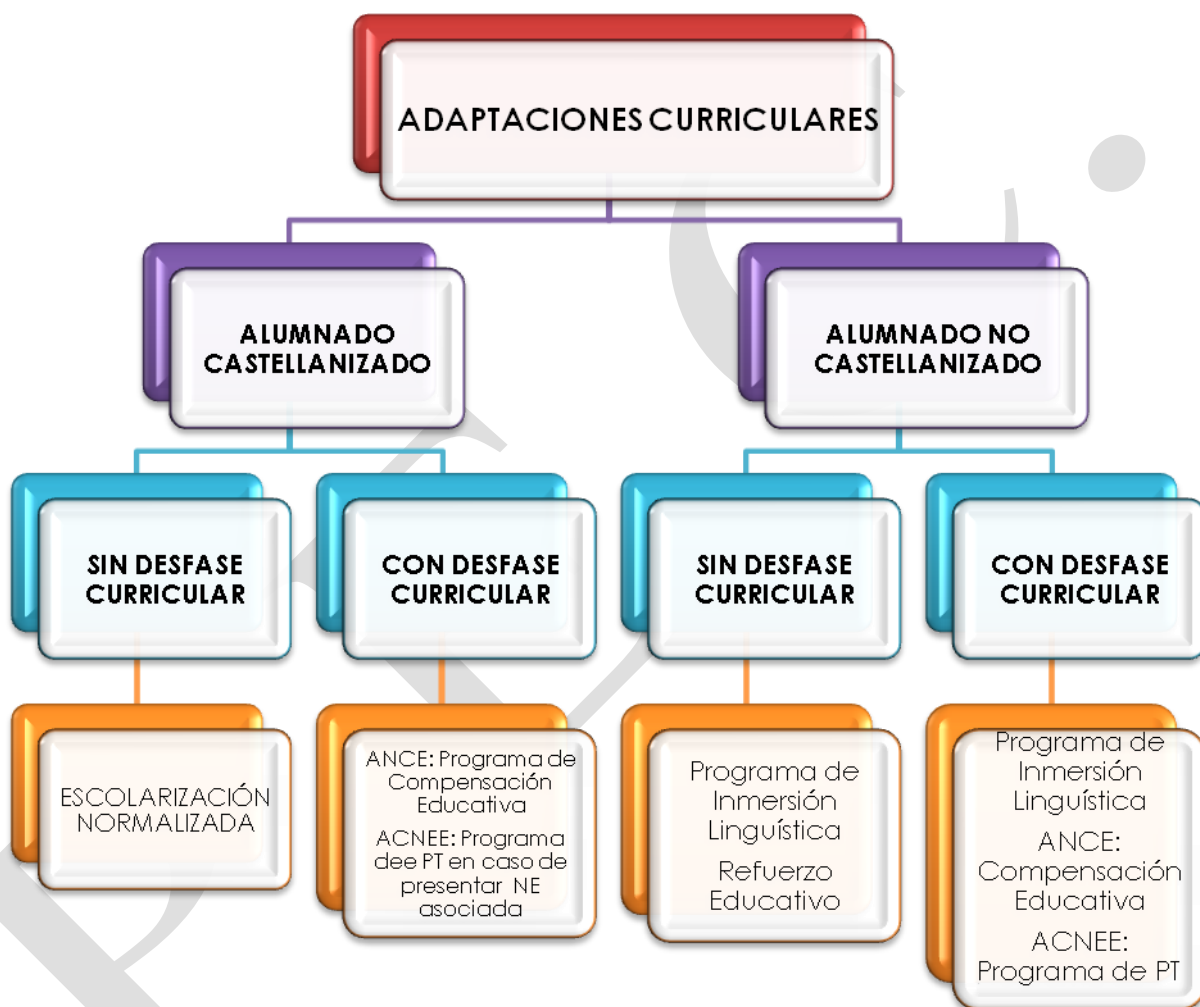 ADAPTACIONES CURRICULARES
ALUMNADO
CASTELLANIZADO
ALUMNADO NO
CASTELLANIZADO
SIN DESFASE
CURRICULAR
CON DESFASE
CURRICULAR
SIN DESFASE
CURRICULAR
CON DESFASE
CURRICULAR
ESCOLARIZACIÓN
NORMALIZADA
ANCE: Programa de
Compensación
Educativa
ACNEE: Programa
dee PT en caso de
presentar NE
asociada
Programa de
Inmersión
Linguística
Refuerzo
Educativo
Programa de
Inmersión
Linguística
ANCE:
Compensación
Educativa
ACNEE:
Programa de PT